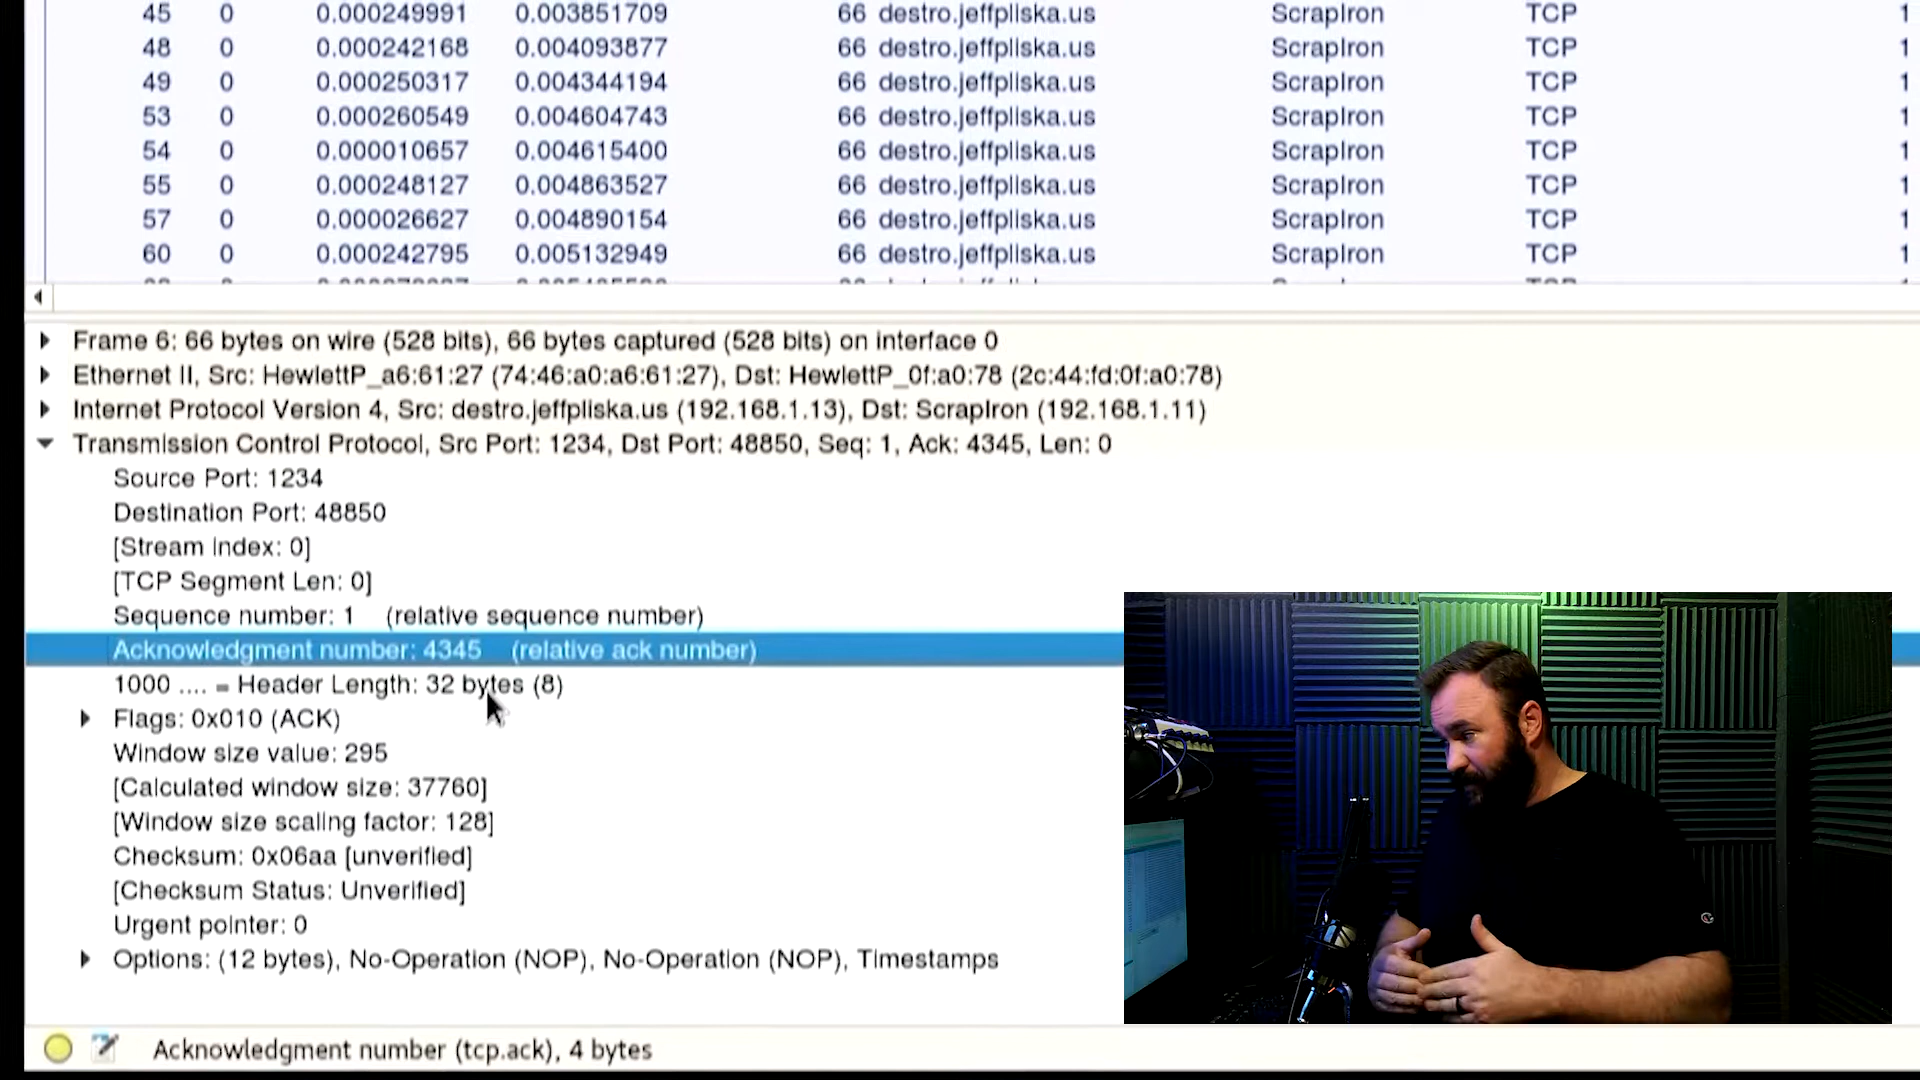 45 0 0.000249991 0.003851709 66 destro.jeffpliska.us ScrapIron TCP 1
48 0 0.000242168 0.004093877 66 destro.jeffpliska.us ScrapIron TCP 1
49 0 0.000250317 0.004344194 66 destro.jeffpliska.us ScrapIron TCP 1
53 0 0.000260549 0.004604743 66 destro.jeffpliska.us ScrapIron TCP 1
54 0 0.000010657 0.004615400 66 destro.jeffpliska.us ScrapIron TCP 1
55 0 0.000248127 0.004863527 66 destro.jeffpliska.us ScrapIron TCP 1
57 0 0.000026627 0.004890154 66 destro.jeffpliska.us ScrapIron TCP 1
60 0 0.000242795 0.005132949 66 destro.jeffpliska.us ScrapIron TCP 1
Frame 6: 66 bytes on wire (528 bits), 66 bytes captured (528 bits) on interface 0
Ethernet II, Src: HewlettP_a6:61:27 (74:46:a0:a6:61:27), Dst: HewlettP_0f:a0:78 (2c:44:fd:0f:a0:78)
Internet Protocol Version 4, Src: destro.jeffpliska.us (192.168.1.13), Dst: ScrapIron (192.168.1.11)
Transmission Control Protocol, Src Port: 1234, Dst Port: 48850, Seq: 1, Ack: 4345, Len: 0
Source Port: 1234
Destination Port: 48850
[Stream index: 0]
[TCP Segment Len: 0]
Sequence number: 1 (relative sequence number)
Acknowledgment number: 4345 (relative ack number)
1000 .... = Header Length: 32 bytes (8)
Flags: 0x010 (ACK)
Window size value: 295
[Calculated window size: 37760]
[Window size scaling factor: 128]
Checksum: 0x06aa [unverified]
[Checksum Status: Unverified]
Urgent pointer: 0
Options: (12 bytes), No-Operation (NOP), No-Operation (NOP), Timestamps
Acknowledgment number (tcp.ack), 4 bytes